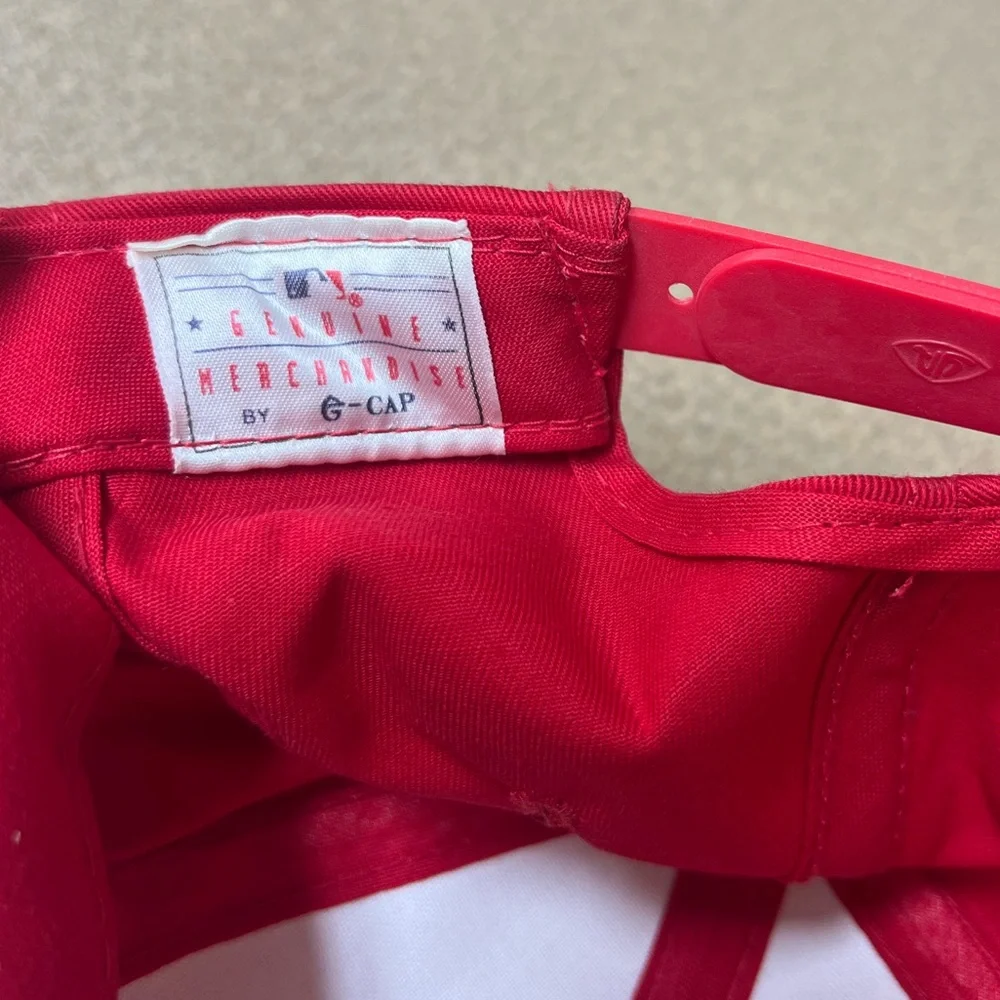 ®
GENUINE
MERCHANDISE
BY G-CAP